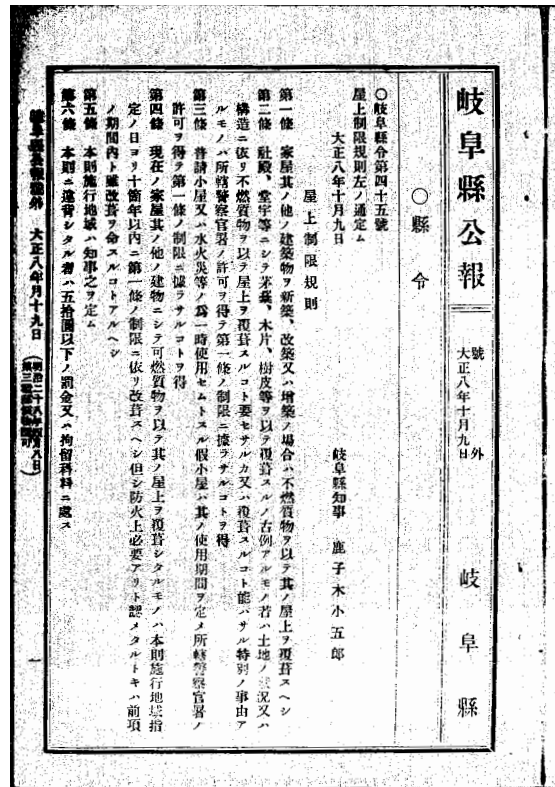 岐阜縣公報
號外
大正八年十月九日
岐阜縣
〇縣令
〇岐阜縣令第四十五號
屋上制限規則左ノ通定ム
大正八年十月九日
岐阜縣知事 鹿子木小五郎
屋上制限規則
第一條 家屋其ノ他ノ建築物ヲ新築、改築又ハ增築ノ場合ハ不燃質物ヲ以テ其ノ屋上ヲ覆葺スヘシ
第二條 社殿、堂宇等ニシテ茅藁、木片、樹皮等ヲ以テ覆葺スルノ古例アルモノ若ハ土地ノ狀況又ハ
構造ニ依リ不燃質物ヲ以テ屋上ヲ覆葺スルコト要セサルカ又ハ覆葺スルコト能ハサル特別ノ事由ア
ルモノハ所轄警察官署ノ許可ヲ得テ第一條ノ制限ニ據ラサルコトヲ得
第三條 普請小屋又ハ水火災等ノ爲一時使用セムトスル假小屋ハ其ノ使用期間ヲ定メ所轄警察官署ノ
許可ヲ得テ第一條ノ制限ニ據ラサルコトヲ得
第四條 現在ノ家屋其ノ他ノ建物ニシテ可燃質物ヲ以テ其ノ屋上ヲ覆葺シタルモノハ本則施行地域指
定ノ日ヨリ十箇年以內ニ第一條ノ制限ニ依リ改葺スヘシ但シ防火上必要アリト認メタルトキハ前項
ノ期間內ト雖改葺ヲ命スルコトアルヘシ
第五條 本則施行地域ハ知事之ヲ定ム
第六條 本則ニ違背シタル者ハ五拾圓以下ノ罰金又ハ拘留科料ニ處ス
岐阜縣公報號外 大正八年月十九日
一